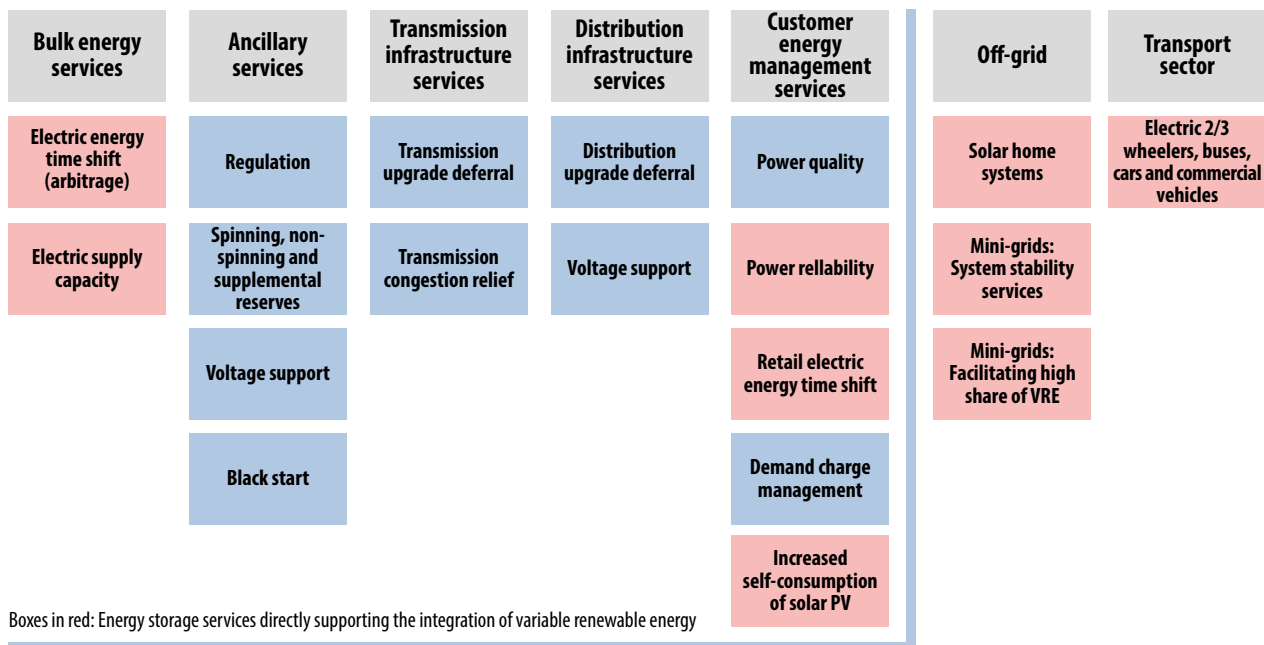 Bulk energy
services
Ancillary
services
Transmission
infrastructure
services
Distribution
infrastructure
services
Customer
energy
management
services
Off-grid
Transport
sector
Electric energy
time shift
(arbitrage)
Regulation
Transmission
upgrade deferral
Distribution
upgrade deferral
Power quality
Solar home
systems
Electric 2/3
wheelers, buses,
cars and commercial
vehicles
Electric supply
capacity
Spinning, non-
spinning and
supplemental
reserves
Transmission
congestion relief
Voltage support
Power rellability
Mini-grids:
System stability
services
Voltage support
Retail electric
energy time shift
Mini-grids:
Facilitating high
share of VRE
Black start
Demand charge
management
Increased
self-consumption
of solar PV
Boxes in red: Energy storage services directly supporting the integration of variable renewable energy